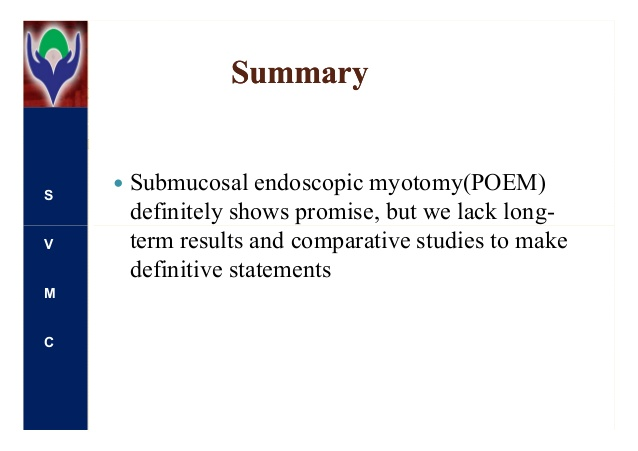 Summary
S
V
M
C
• Submucosal endoscopic myotomy(POEM)
definitely shows promise, but we lack long-
term results and comparative studies to make
definitive statements